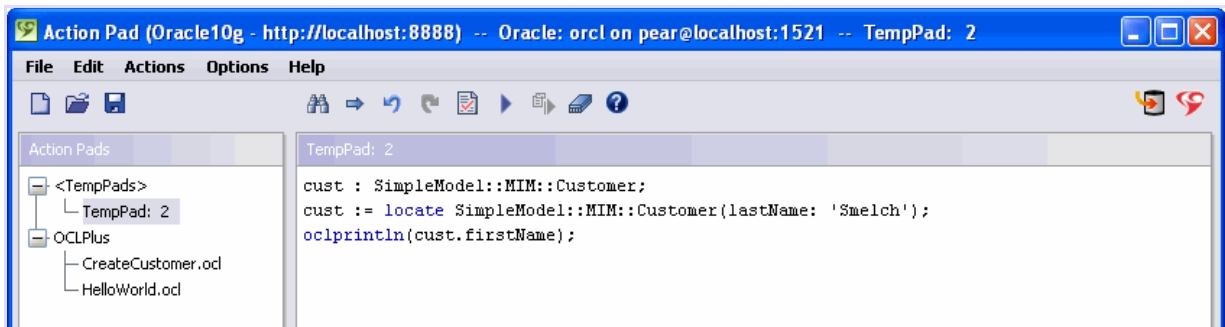 Action Pad (Oracle10g - http://localhost:8888) -- Oracle: orcl on pear@localhost:1521 -- TempPad: 2
File Edit Actions Options Help
Action Pads
<TempPads>
TempPad: 2
OCLPlus
CreateCustomer.ocl
HelloWorld.ocl
TempPad: 2
cust : SimpleModel::MIM::Customer;
cust := locate SimpleModel::MIM::Customer(lastName: 'Smelch');
oclprintln(cust.firstName);